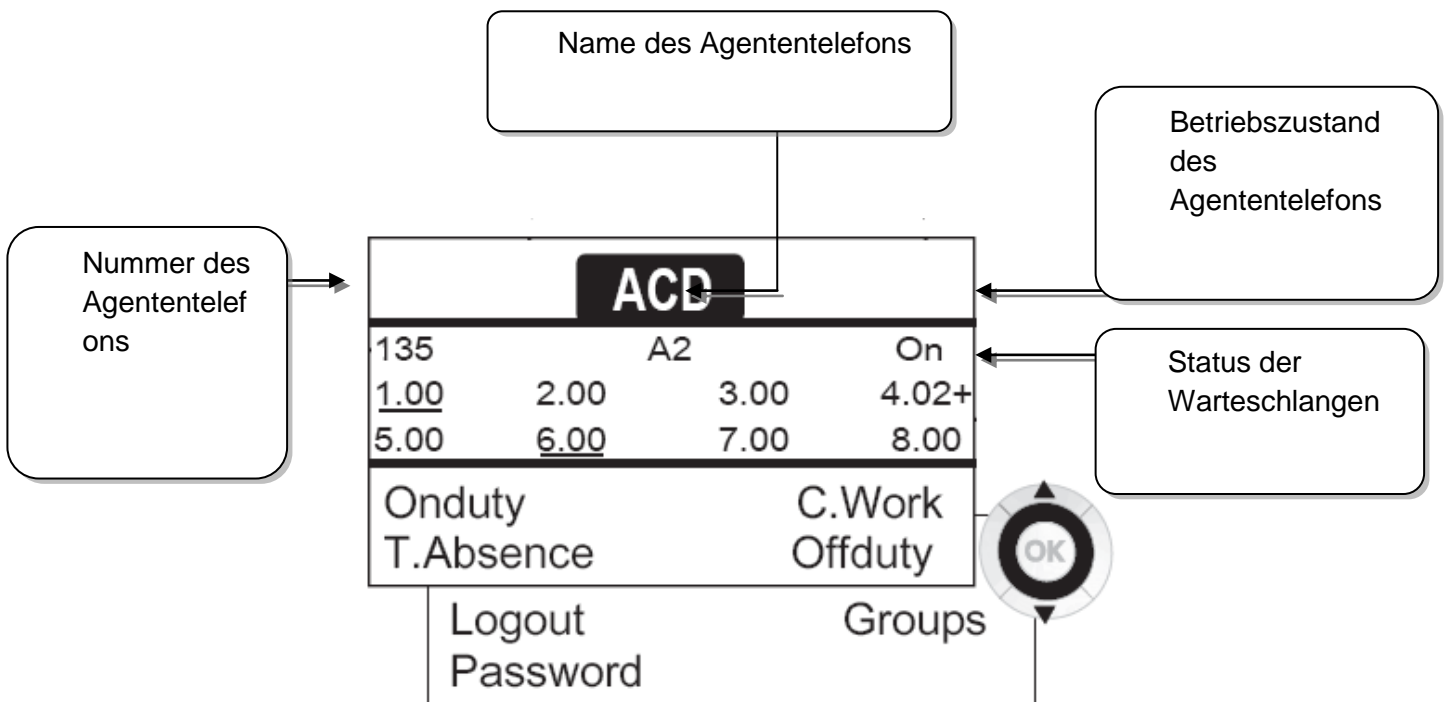 Name des Agententelefons
Betriebszustand
des
Agententelefons
Nummer des
Agententelef
ons
ACD
135 A2 On
1.00 2.00 3.00 4.02+
5.00 6.00 7.00 8.00
Status der
Warteschlangen
Onduty C.Work
T.Absence Offduty
OK
Logout Groups
Password